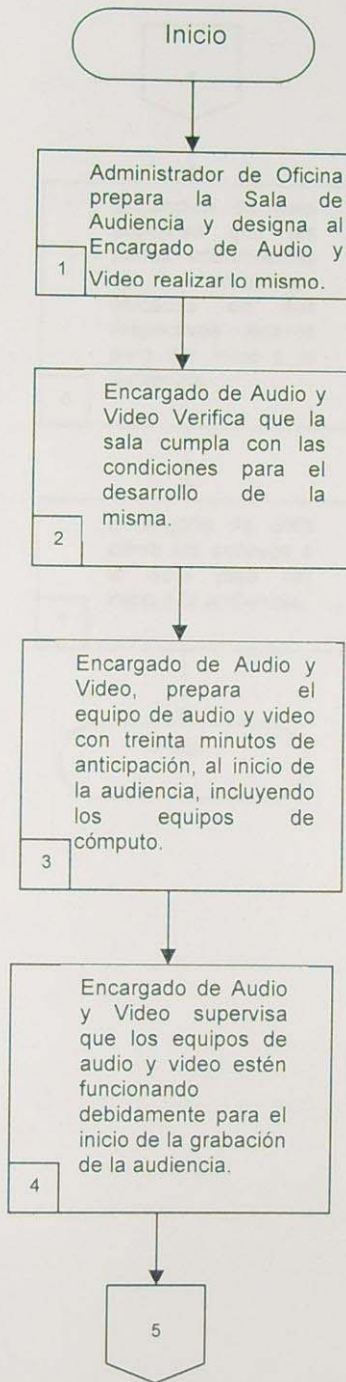 Inicio
Administrador de Oficina
prepara la Sala de
Audiencia y designa al
Encargado de Audio y
Video realizar lo mismo.
1
Encargado de Audio y
Video Verifica que la
sala cumpla con las
condiciones para el
desarrollo de la
misma.
2
Encargado de Audio y
Video, prepara el
equipo de audio y video
con treinta minutos de
anticipación, al inicio de
la audiencia, incluyendo
los equipos de
cómputo.
3
Encargado de Audio
y Video supervisa
que los equipos de
audio y video estén
funcionando
debidamente para el
inicio de la grabación
de la audiencia.
4
5